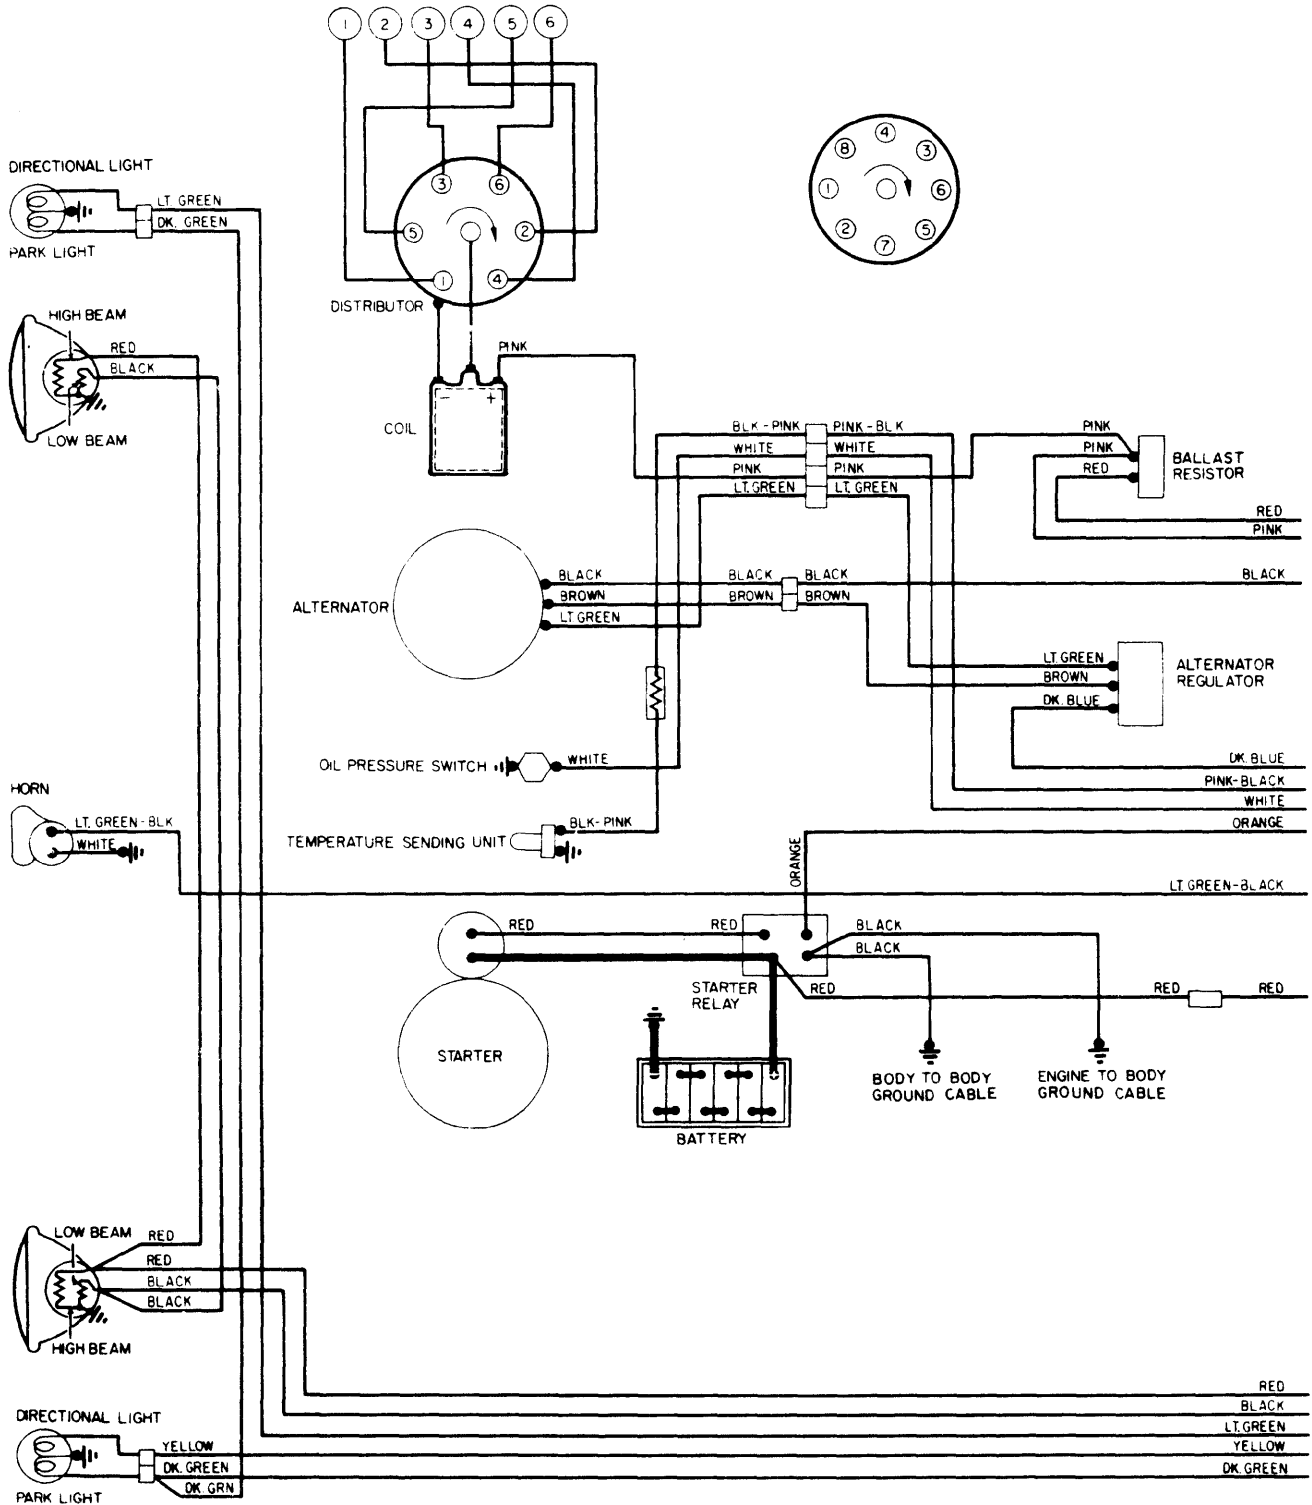 1 2 3 4 5 6
3 6
5 2
1 4
DISTRIBUTOR
4
8 3
1 6
2 5
7
DIRECTIONAL LIGHT
LT. GREEN
DK. GREEN
PARK LIGHT
HIGH BEAM
RED
BLACK
LOW BEAM
PINK
- +
COIL
BLK-PINK PINK-BLK
WHITE WHITE
PINK PINK
LT. GREEN LT. GREEN
PINK
PINK
RED
BALLAST
RESISTOR
RED
PINK
ALTERNATOR
BLACK BLACK BLACK BLACK
BROWN BROWN BROWN
LT GREEN
LT. GREEN
BROWN
DK. BLUE
ALTERNATOR
REGULATOR
OIL PRESSURE SWITCH
WHITE
DK. BLUE
PINK-BLACK
WHITE
ORANGE
HORN
LT. GREEN-BLK
WHITE
TEMPERATURE SENDING UNIT
BLK-PINK
ORANGE
LT GREEN-BLACK
RED RED
BLACK
BLACK
STARTER
RELAY
RED RED RED
STARTER
BATTERY
BODY TO BODY
GROUND CABLE
ENGINE TO BODY
GROUND CABLE
LOW BEAM
RED
RED
BLACK
BLACK
HIGH BEAM
RED
BLACK
LT. GREEN
YELLOW
DK. GREEN
DIRECTIONAL LIGHT
YELLOW
DK. GREEN
DK. GRN
PARK LIGHT